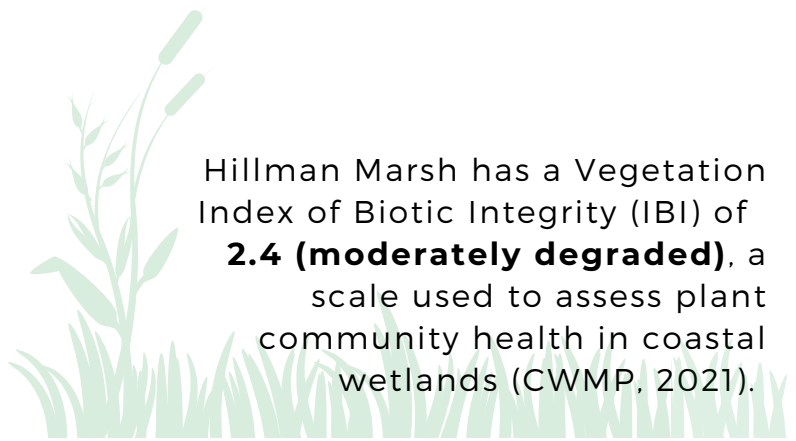 Hillman Marsh has a Vegetation
Index of Biotic Integrity (IBI) of
2.4 (moderately degraded), a
scale used to assess plant
community health in coastal
wetlands (CWMP, 2021).